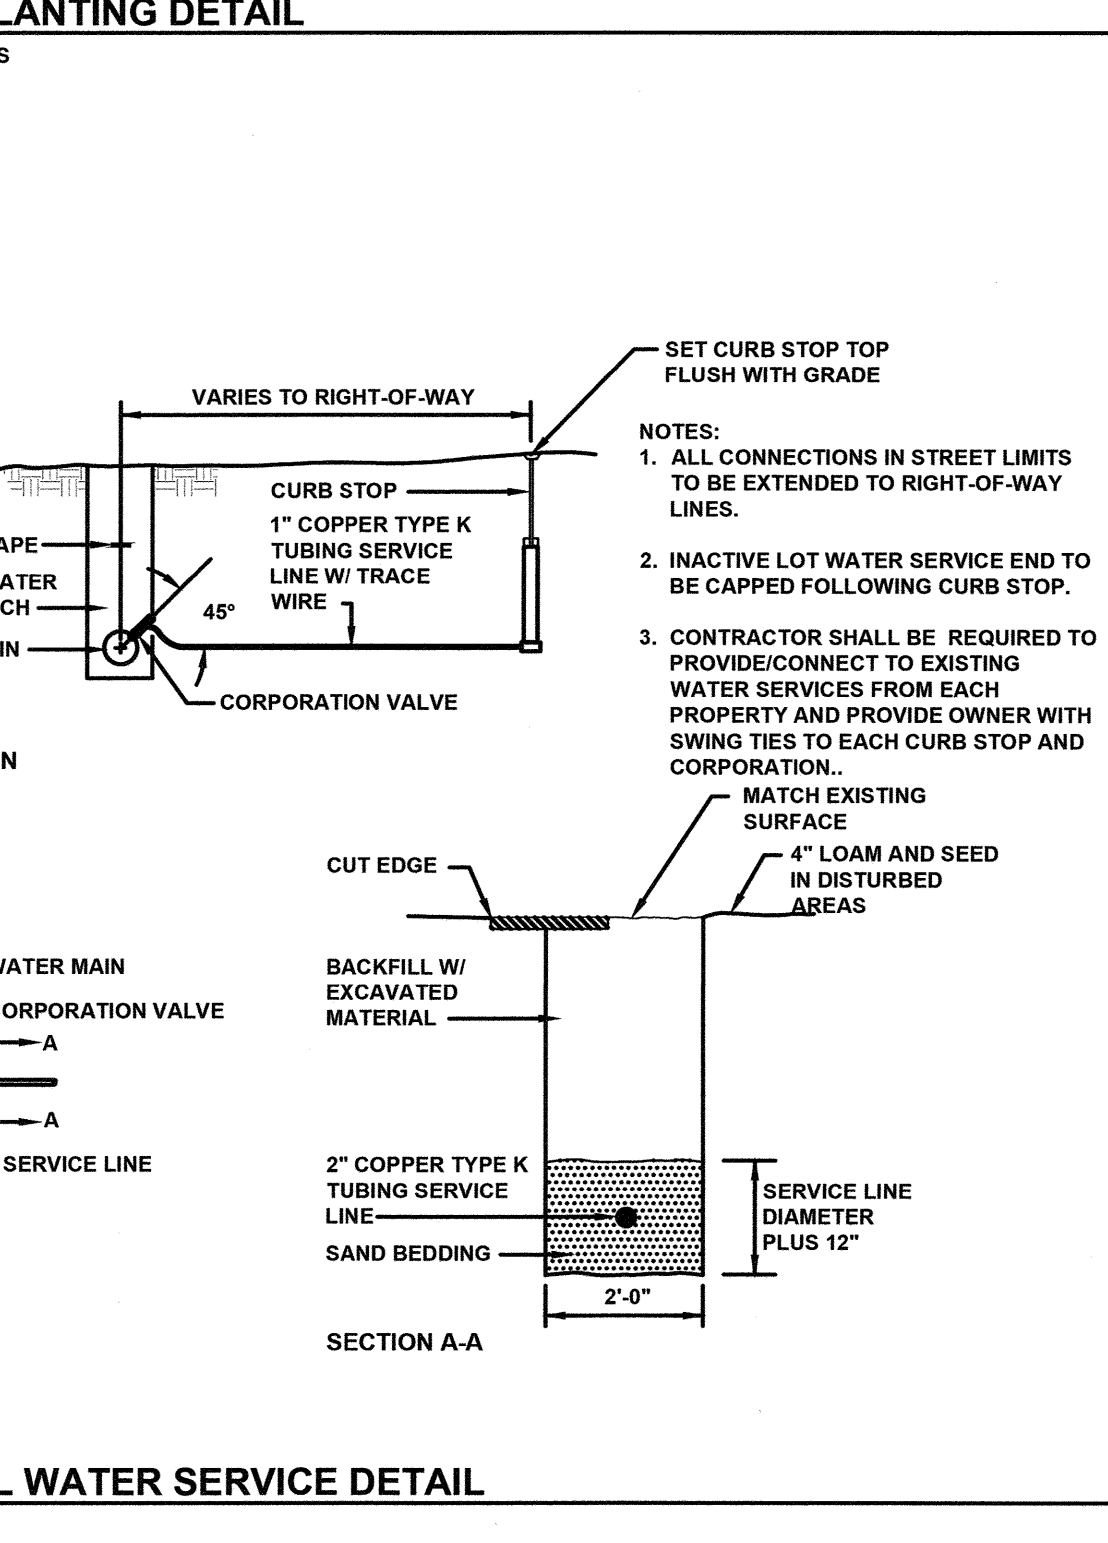 LANTING DETAIL
S
SET CURB STOP TOP
FLUSH WITH GRADE
VARIES TO RIGHT-OF-WAY
NOTES:
1. ALL CONNECTIONS IN STREET LIMITS
TO BE EXTENDED TO RIGHT-OF-WAY
LINES.
2. INACTIVE LOT WATER SERVICE END TO
BE CAPPED FOLLOWING CURB STOP.
3. CONTRACTOR SHALL BE REQUIRED TO
PROVIDE/CONNECT TO EXISTING
WATER SERVICES FROM EACH
PROPERTY AND PROVIDE OWNER WITH
SWING TIES TO EACH CURB STOP AND
CORPORATION..
CURB STOP
1" COPPER TYPE K
TUBING SERVICE
LINE W/ TRACE
WIRE
APE
ATER
CH
IN
45º
CORPORATION VALVE
N
MATCH EXISTING
SURFACE
4" LOAM AND SEED
IN DISTURBED
AREAS
CUT EDGE
BACKFILL W/
EXCAVATED
MATERIAL
WATER MAIN
ORPORATION VALVE
A
A
SERVICE LINE
2" COPPER TYPE K
TUBING SERVICE
LINE
SAND BEDDING
SERVICE LINE
DIAMETER
PLUS 12"
2'-0"
SECTION A-A
L WATER SERVICE DETAIL